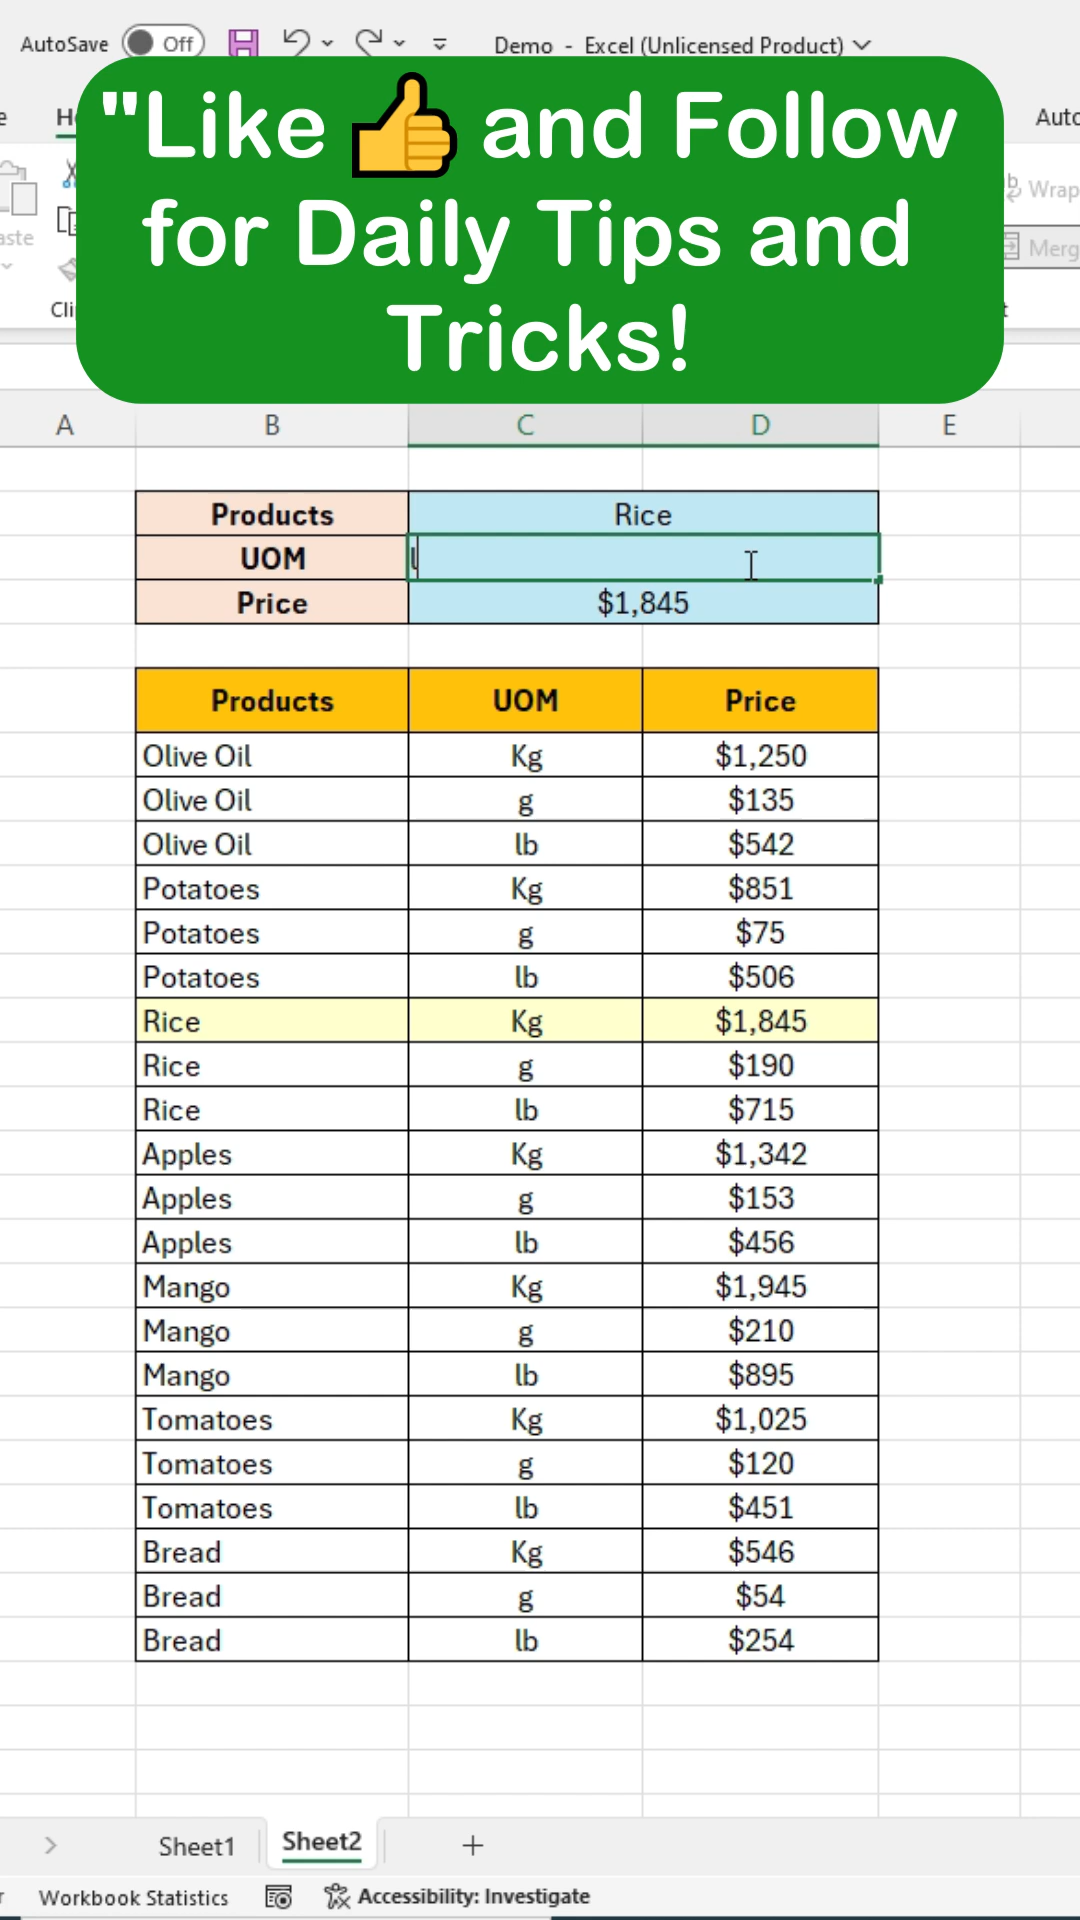 AutoSave Off Demo - Excel (Unlicensed Product)
"Like 👍 and Follow
for Daily Tips and
Tricks!
Wrap
Merg
A B C D E
Products Rice
UOM l
Price $1,845
Products UOM Price
Olive Oil Kg $1,250
Olive Oil g $135
Olive Oil lb $542
Potatoes Kg $851
Potatoes g $75
Potatoes lb $506
Rice Kg $1,845
Rice g $190
Rice lb $715
Apples Kg $1,342
Apples g $153
Apples lb $456
Mango Kg $1,945
Mango g $210
Mango lb $895
Tomatoes Kg $1,025
Tomatoes g $120
Tomatoes lb $451
Bread Kg $546
Bread g $54
Bread lb $254
Sheet1 Sheet2
Workbook Statistics Accessibility: Investigate